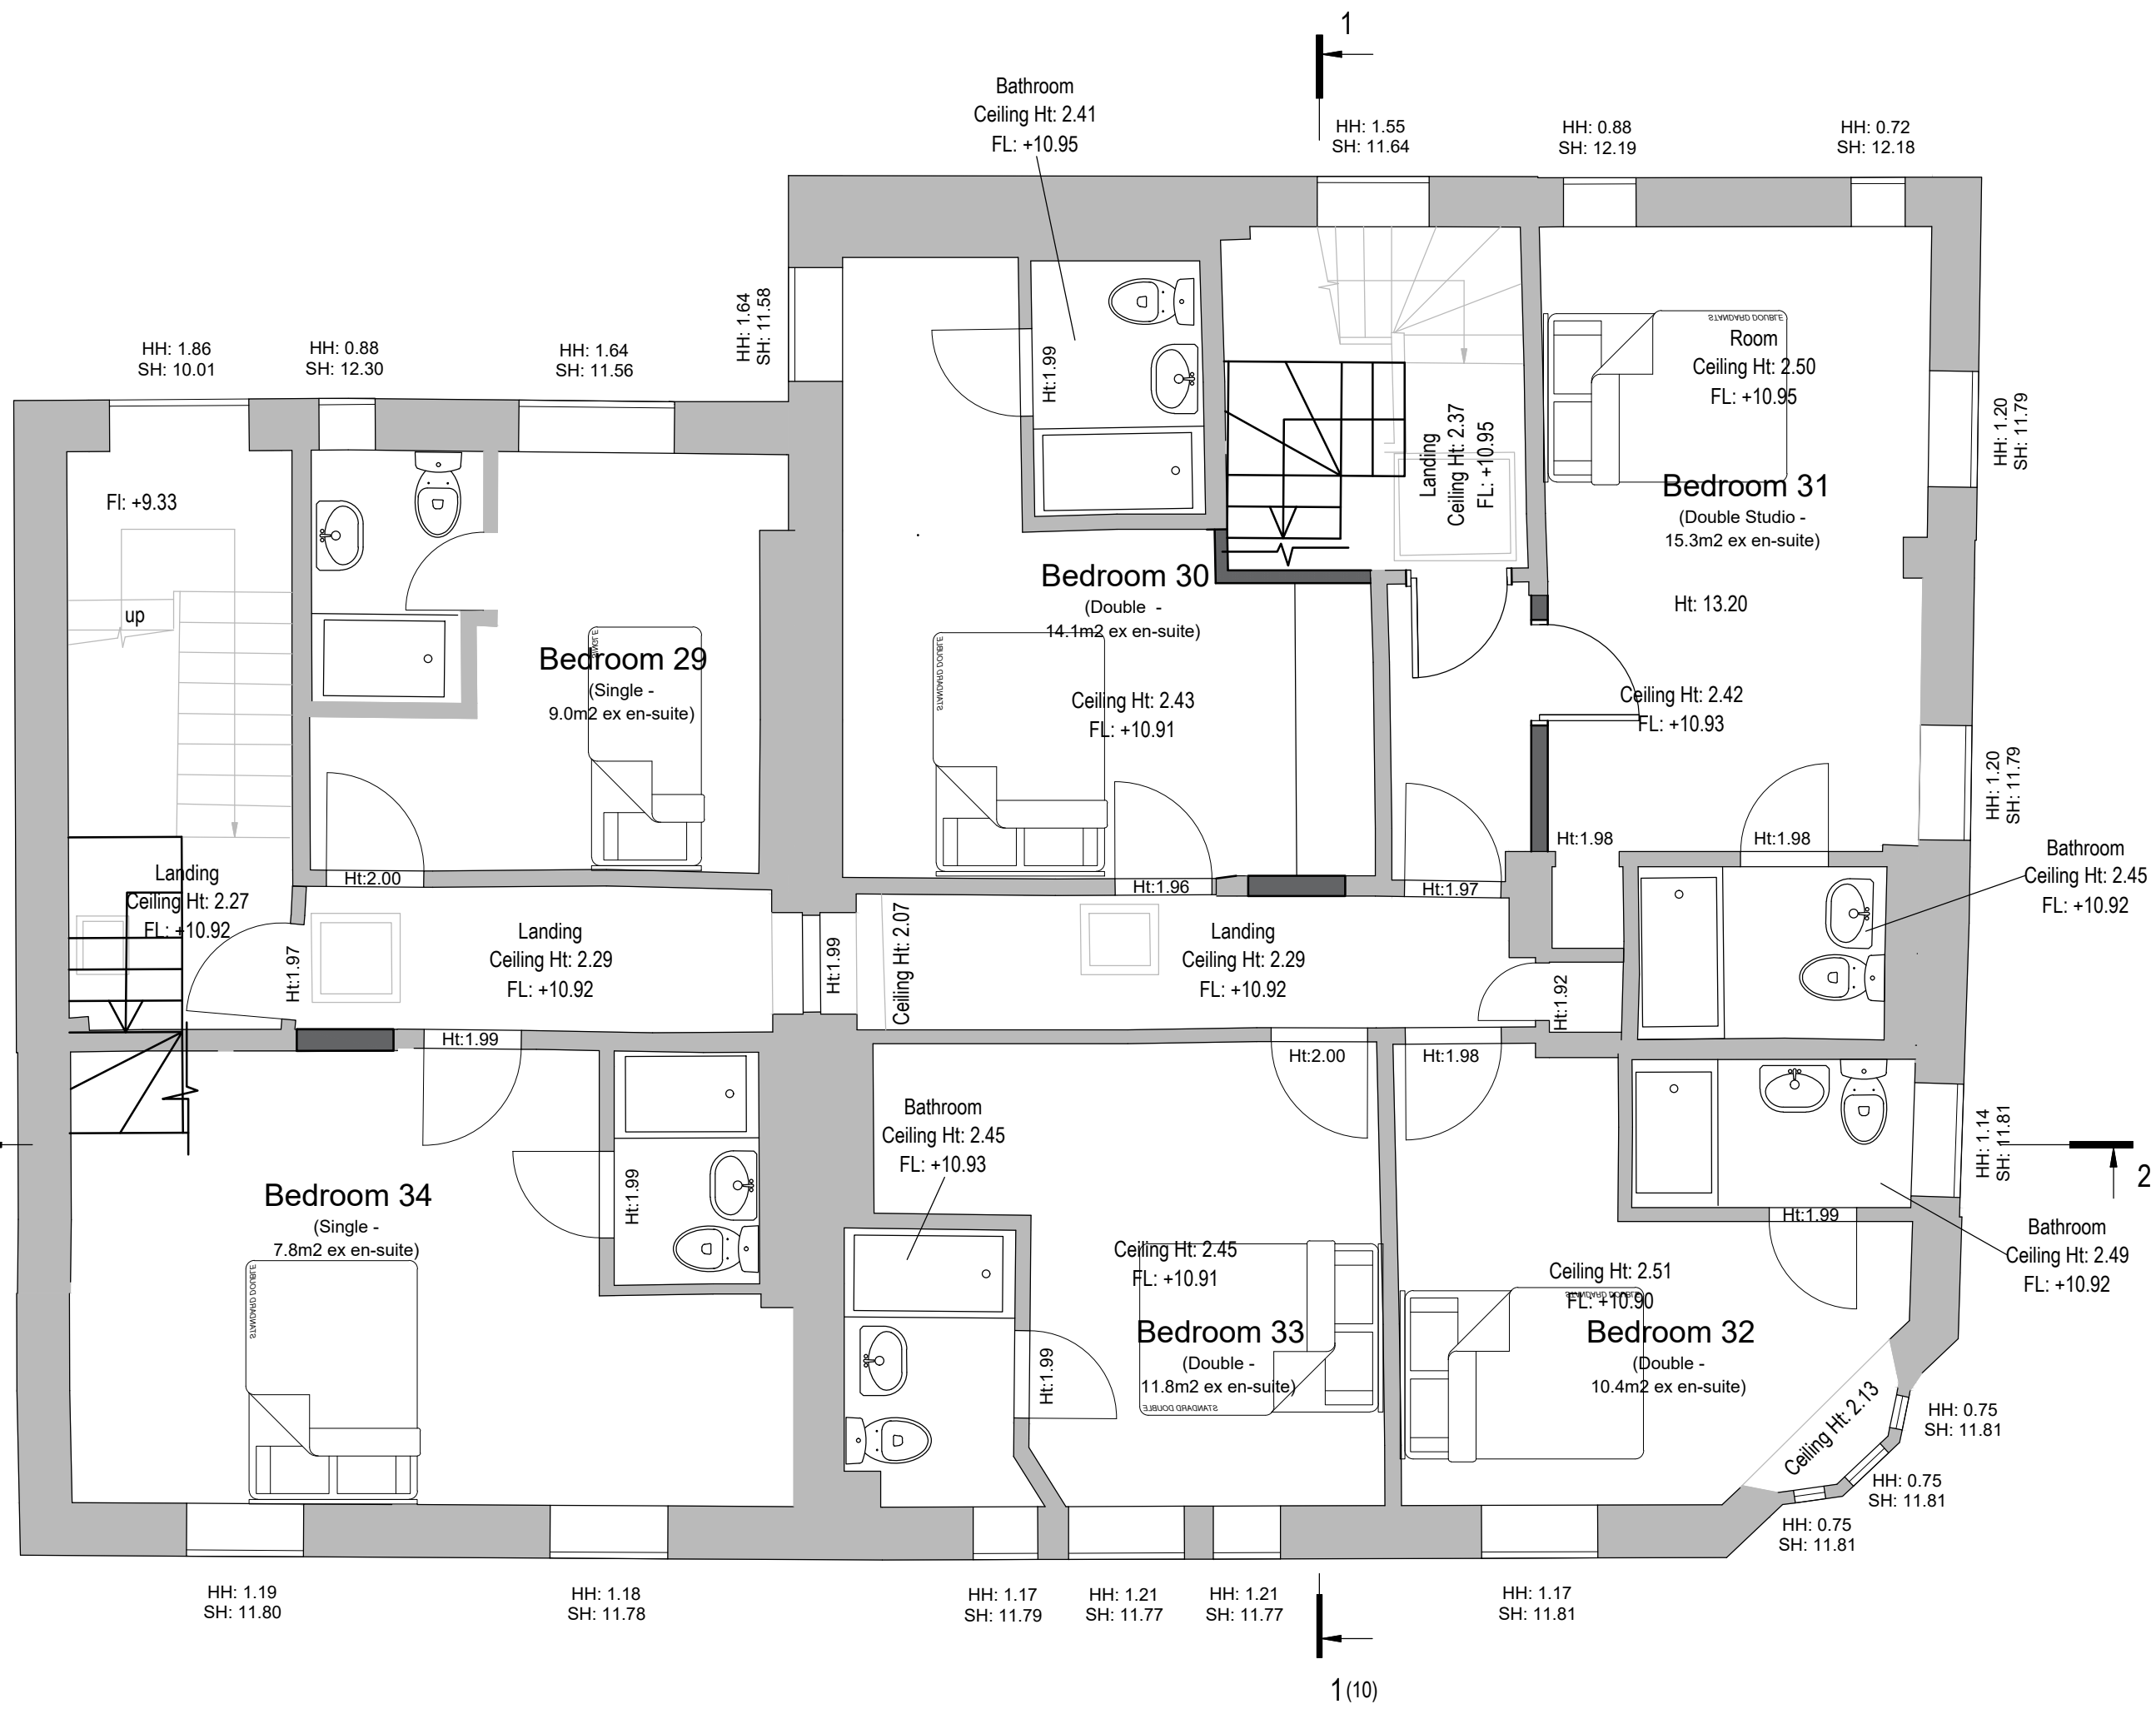 1
Bathroom
Ceiling Ht: 2.41
FL: +10.95
HH: 1.55
SH: 11.64
HH: 0.88
SH: 12.19
HH: 0.72
SH: 12.18
HH: 1.86
SH: 10.01
HH: 0.88
SH: 12.30
HH: 1.64
SH: 11.56
HH: 1.64
SH: 11.58
Ht:1.99
STANDARD DOUBLE
Room
Ceiling Ht: 2.50
FL: +10.95
HH: 1.20
SH: 11.79
Landing
Ceiling Ht: 2.37
FL: +10.95
Bedroom 31
(Double Studio -
15.3m2 ex en-suite)
Fl: +9.33
up
Bedroom 29
(Single -
9.0m2 ex en-suite)
SINGLE
Bedroom 30
(Double -
14.1m2 ex en-suite)
STANDARD DOUBLE
Ceiling Ht: 2.43
FL: +10.91
Ht: 13.20
Ceiling Ht: 2.42
FL: +10.93
HH: 1.20
SH: 11.79
Ht:1.98
Ht:1.98
Bathroom
Ceiling Ht: 2.45
FL: +10.92
Landing
Ceiling Ht: 2.27
FL: +10.92
Ht:2.00
Ht:1.96
Ht:1.97
Ht:1.97
Landing
Ceiling Ht: 2.29
FL: +10.92
Ht:1.99
Ceiling Ht: 2.07
Landing
Ceiling Ht: 2.29
FL: +10.92
Ht:1.92
Ht:1.99
Ht:2.00
Ht:1.98
HH: 1.14
SH: 11.81
2
Bathroom
Ceiling Ht: 2.45
FL: +10.93
Bedroom 34
(Single -
7.8m2 ex en-suite)
STANDARD DOUBLE
Ht:1.99
Ht:1.99
Bathroom
Ceiling Ht: 2.49
FL: +10.92
Ceiling Ht: 2.45
FL: +10.91
Bedroom 33
(Double -
11.8m2 ex en-suite)
STANDARD DOUBLE
Ht:1.99
Ceiling Ht: 2.51
FL: +10.90
STANDARD DOUBLE
Bedroom 32
(Double -
10.4m2 ex en-suite)
Ceiling Ht: 2.13
HH: 0.75
SH: 11.81
HH: 0.75
SH: 11.81
HH: 0.75
SH: 11.81
HH: 1.19
SH: 11.80
HH: 1.18
SH: 11.78
HH: 1.17
SH: 11.79
HH: 1.21
SH: 11.77
HH: 1.21
SH: 11.77
HH: 1.17
SH: 11.81
1(10)